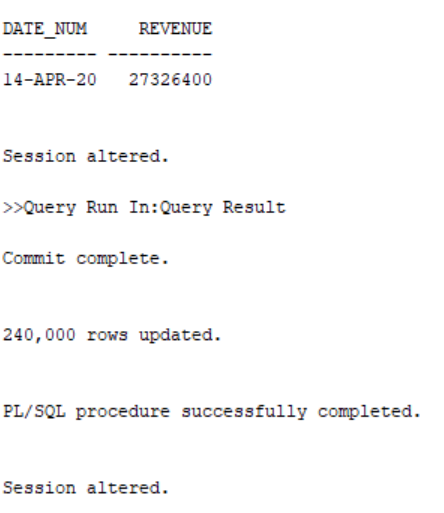 DATE_NUM REVENUE
--------- ----------
14-APR-20 27326400
Session altered.
>>Query Run In:Query Result
Commit complete.
240,000 rows updated.
PL/SQL procedure successfully completed.
Session altered.